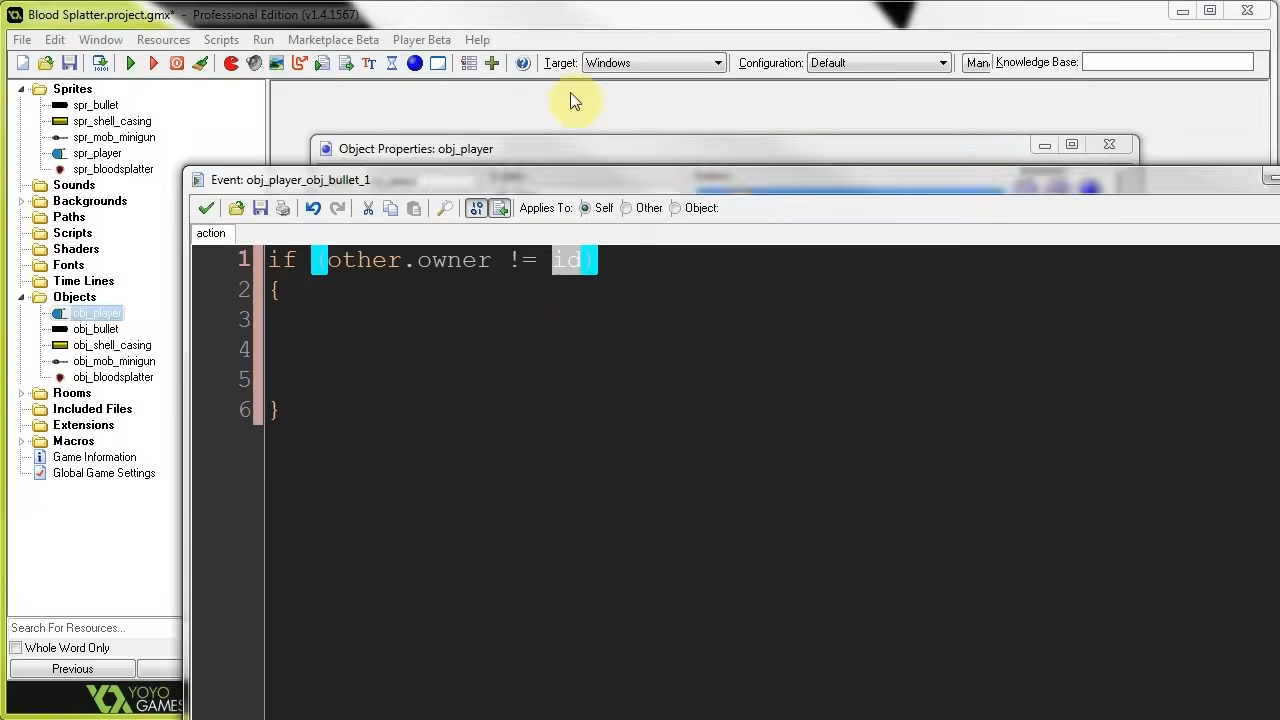 Blood Splatter.project.gmx* - Professional Edition (v1.4.1567)
File Edit Window Resources Scripts Run Marketplace Beta Player Beta Help
Target: Windows Configuration: Default Man Knowledge Base:
Sprites
spr_bullet
spr_shell_casing
spr_mob_minigun
spr_player
spr_bloodsplatter
Sounds
Backgrounds
Paths
Scripts
Shaders
Fonts
Time Lines
Objects
obj_player
obj_bullet
obj_shell_casing
obj_mob_minigun
obj_bloodsplatter
Rooms
Included Files
Extensions
Macros
Game Information
Global Game Settings
Search For Resources...
Whole Word Only
Previous
YOYO
GAMES
Object Properties: obj_player
Event: obj_player_obj_bullet_1
Applies To: Self Other Object:
action
1 if (other.owner != id)
2 {
3
4
5
6 }